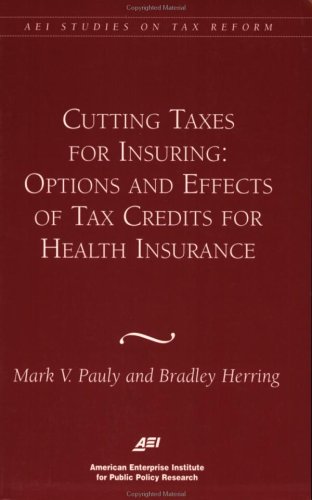 AEI STUDIES ON TAX REFORM
CUTTING TAXES
FOR INSURING:
OPTIONS AND EFFECTS
OF TAX CREDITS FOR
HEALTH INSURANCE
Mark V. Pauly and Bradley Herring
AEI
American Enterprise Institute
for Public Policy Research